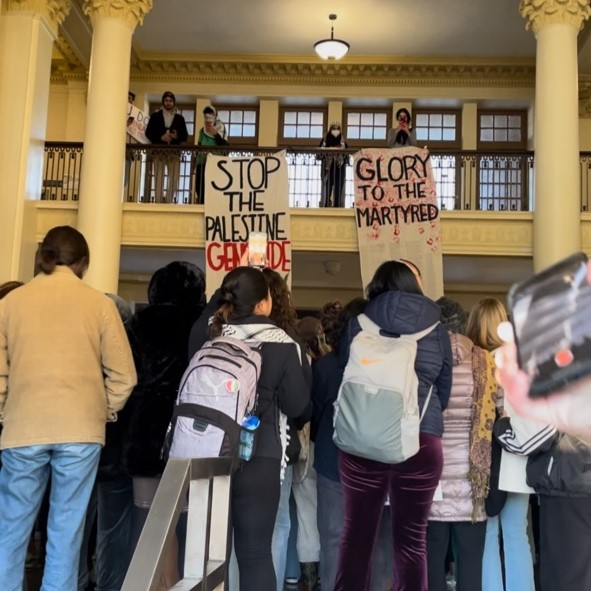 STOP
THE
PALESTINE
GENOCIDE
GLORY
TO THE
MARTYRED